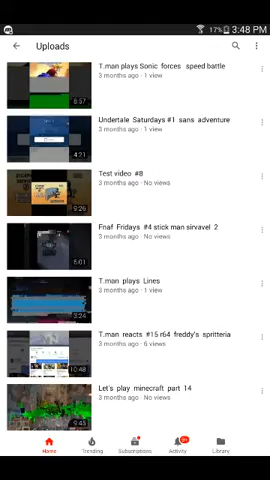 17% 3:48 PM
Uploads
T.man plays Sonic forces speed battle
3 months ago · 1 view
8:57
Undertale Saturdays #1 sans adventure
3 months ago · 1 view
4:21
Test video #8
3 months ago · No views
9:26
Fnaf Fridays #4 stick man sirvavel 2
3 months ago · No views
5:01
T.man plays Lines
3 months ago · 1 view
3:24
T.man reacts #15 r64 freddy's spritteria
3 months ago · 6 views
10:48
Let's play minecraft part 14
3 months ago · No views
9:45
9+
Home Trending Subscriptions Activity Library